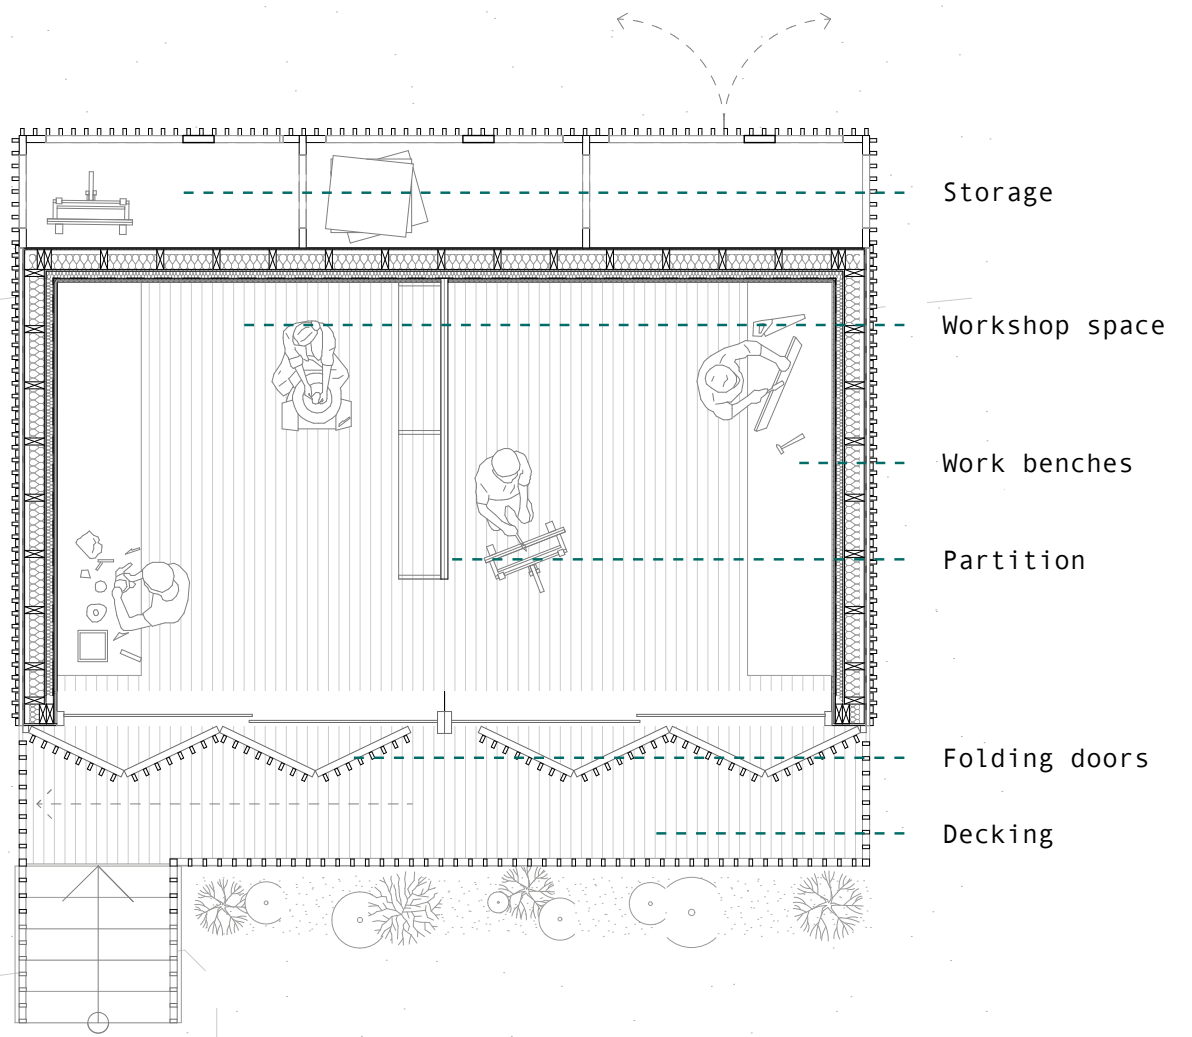 Storage
Workshop space
Work benches
Partition
Folding doors
Decking